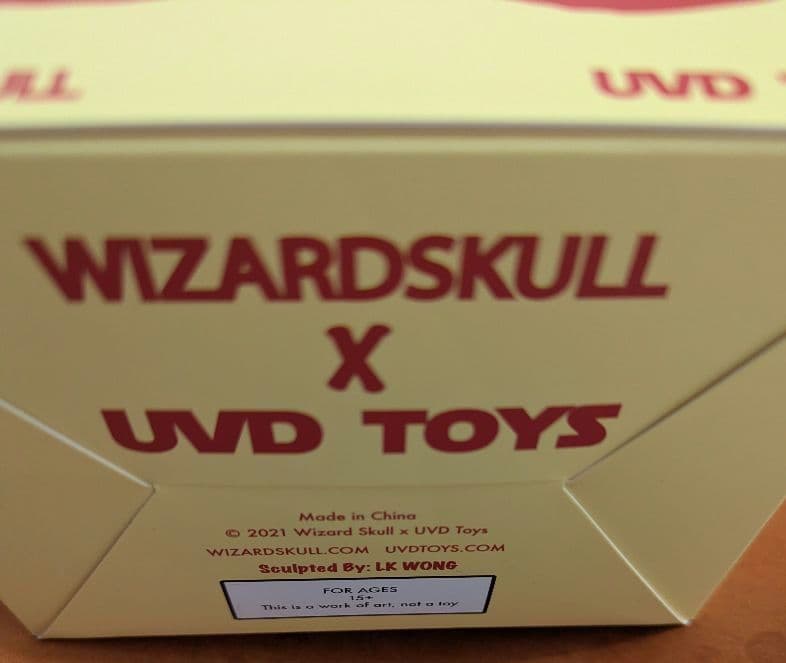 ULL
UVD
WIZARDSKULL
X
UVD TOYS
Made in China
© 2021 Wizard Skull x UVD Toys
WIZARDSKULL.COM UVDTOYS.COM
Sculpted By: LK WONG
FOR AGES
15+
This is a work of art, not a toy